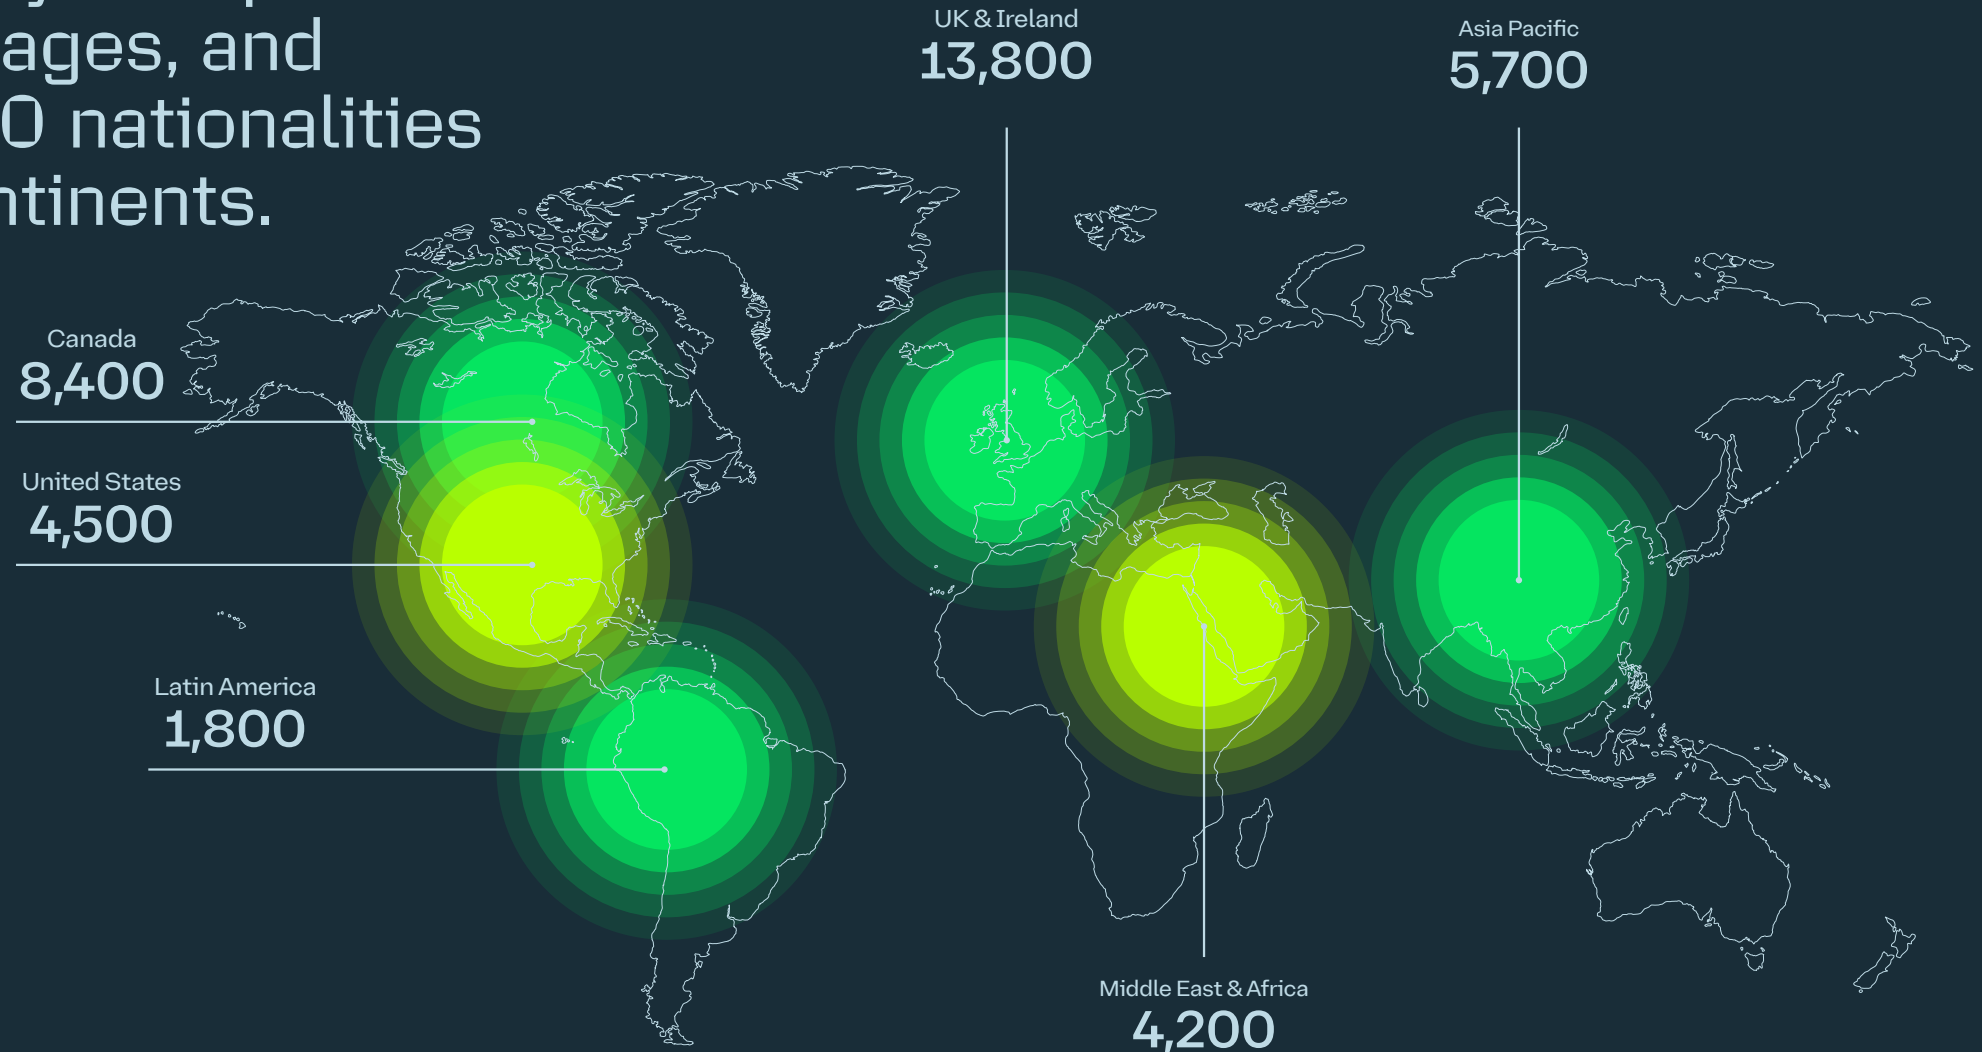 ages, and
0 nationalities
ntinents.
UK & Ireland
13,800
Asia Pacific
5,700
Canada
8,400
United States
4,500
Latin America
1,800
Middle East & Africa
4,200